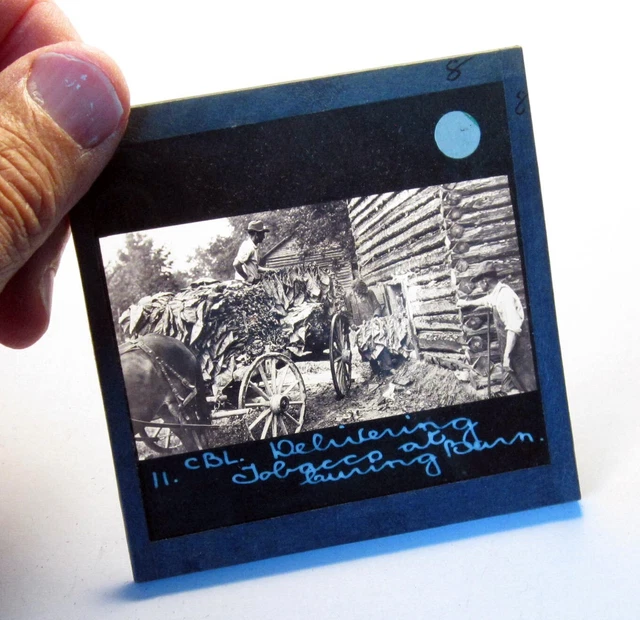 8
8
11. CBL. Delivering
Tobacco at
Curing Barn.